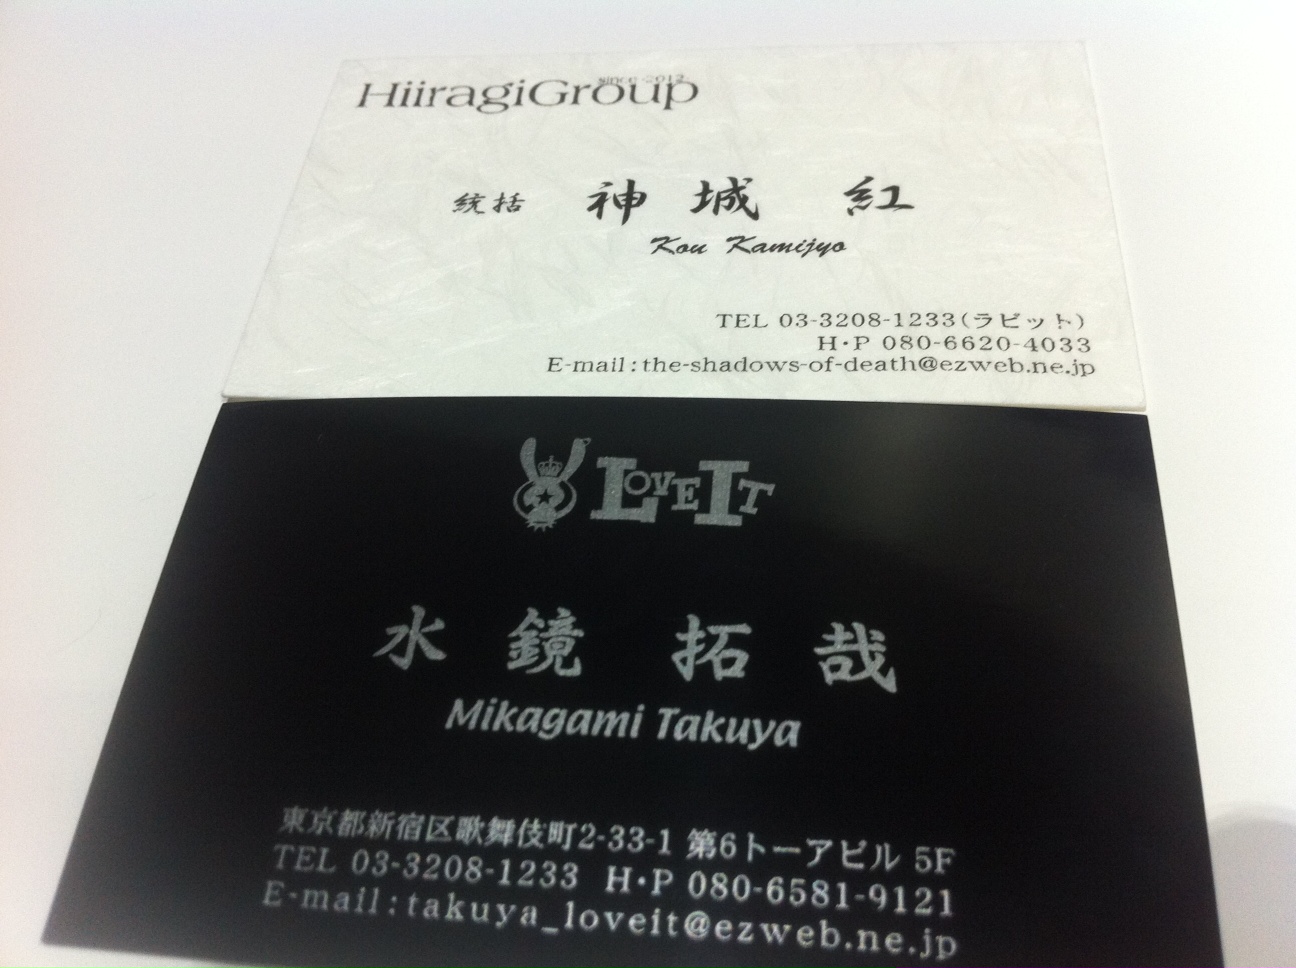 since 2012
HiiragiGroup
統括 神城 紅
Kou Kamijyo
TEL 03-3208-1233(ラビット)
H・P 080-6620-4033
E-mail:the-shadows-of-death@ezweb.ne.jp
LOVEIT
水鏡 拓哉
Mikagami Takuya
東京都新宿区歌舞伎町2-33-1 第6トーアビル 5F
TEL 03-3208-1233 H・P 080-6581-9121
E-mail:takuya_loveit@ezweb.ne.jp